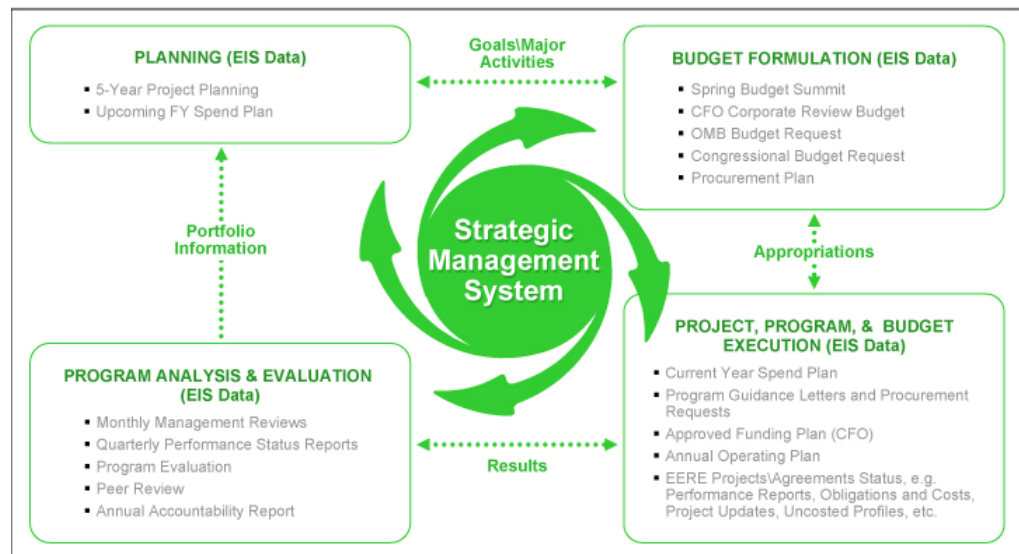 PLANNING (EIS Data)
▪ 5-Year Project Planning
▪ Upcoming FY Spend Plan
Goals\Major
Activities
BUDGET FORMULATION (EIS Data)
▪ Spring Budget Summit
▪ CFO Corporate Review Budget
▪ OMB Budget Request
▪ Congressional Budget Request
▪ Procurement Plan
Portfolio
Information
Strategic
Management
System
Appropriations
PROGRAM ANALYSIS & EVALUATION
(EIS Data)
▪ Monthly Management Reviews
▪ Quarterly Performance Status Reports
▪ Program Evaluation
▪ Peer Review
▪ Annual Accountability Report
Results
PROJECT, PROGRAM, & BUDGET
EXECUTION (EIS Data)
▪ Current Year Spend Plan
▪ Program Guidance Letters and Procurement
Requests
▪ Approved Funding Plan (CFO)
▪ Annual Operating Plan
▪ EERE Projects\Agreements Status, e.g.
Performance Reports, Obligations and Costs,
Project Updates, Uncosted Profiles, etc.